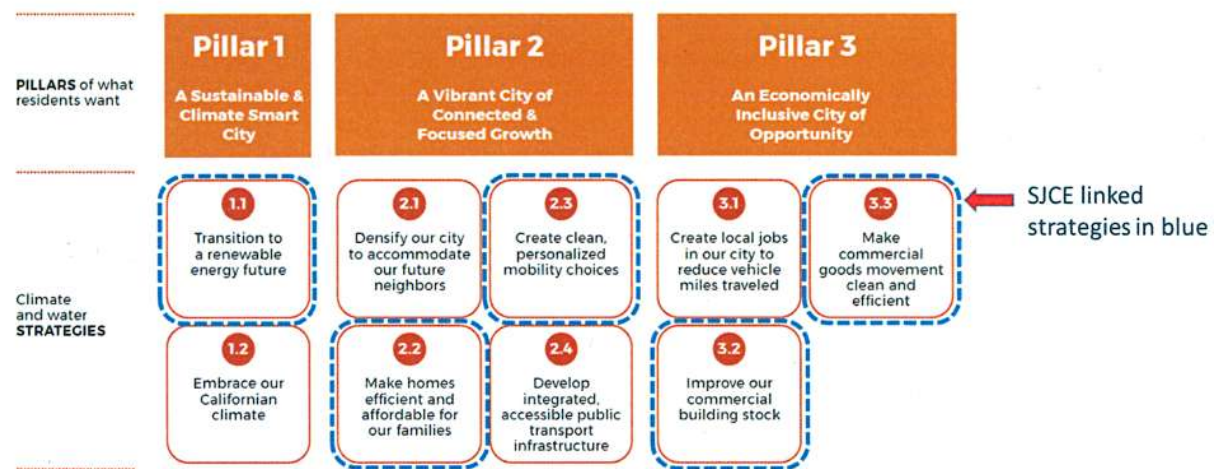 PILLARS of what
residents want
Pillar 1
A Sustainable &
Climate Smart
City
Pillar 2
A Vibrant City of
Connected &
Focused Growth
Pillar 3
An Economically
Inclusive City of
Opportunity
Climate
and water
STRATEGIES
1.1
Transition to
a renewable
energy future
2.1
Densify our city
to accommodate
our future
neighbors
2.3
Create clean,
personalized
mobility choices
3.1
Create local jobs
in our city to
reduce vehicle
miles traveled
3.3
Make
commercial
goods movement
clean and
efficient
SJCE linked
strategies in blue
1.2
Embrace our
Californian
climate
2.2
Make homes
efficient and
affordable for
our families
2.4
Develop
integrated,
accessible public
transport
infrastructure
3.2
Improve our
commercial
building stock